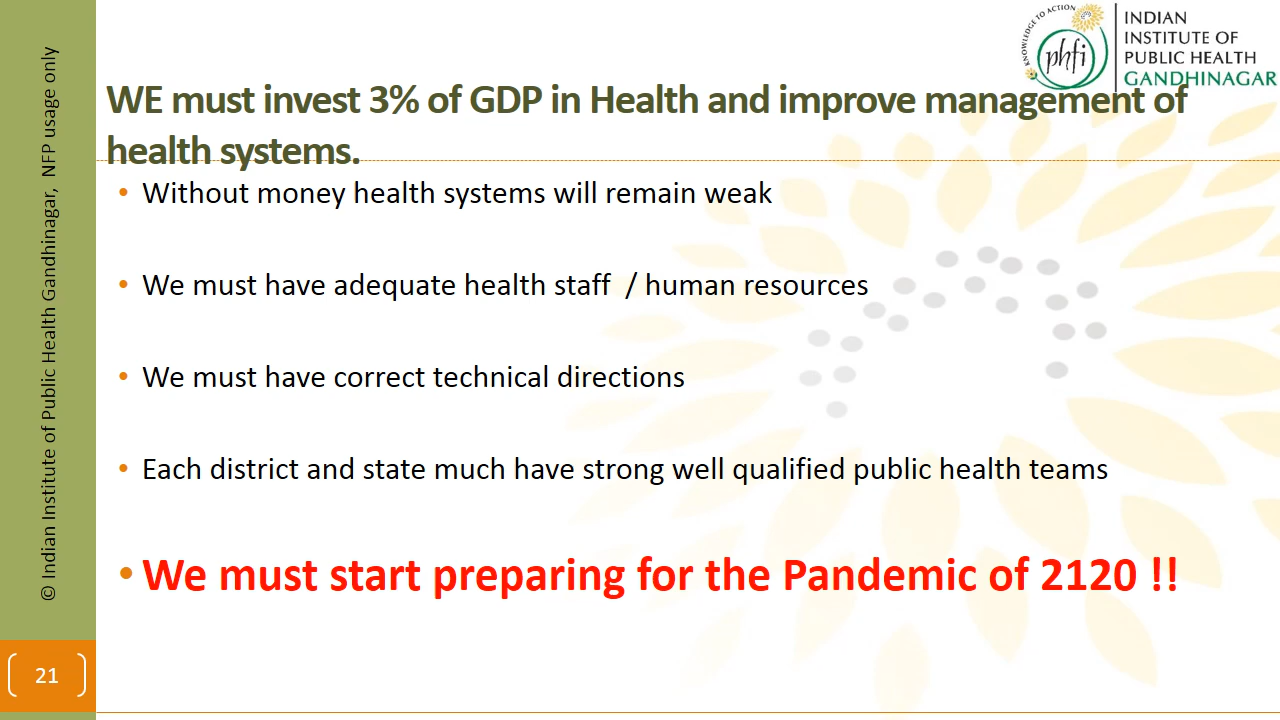 KNOWLEDGE TO ACTION
phfi
INDIAN
INSTITUTE OF
PUBLIC HEALTH
GANDHINAGAR
WE must invest 3% of GDP in Health and improve management of
health systems.
• Without money health systems will remain weak
• We must have adequate health staff / human resources
• We must have correct technical directions
• Each district and state much have strong well qualified public health teams
• We must start preparing for the Pandemic of 2120 !!
© Indian Institute of Public Health Gandhinagar, NFP usage only
21